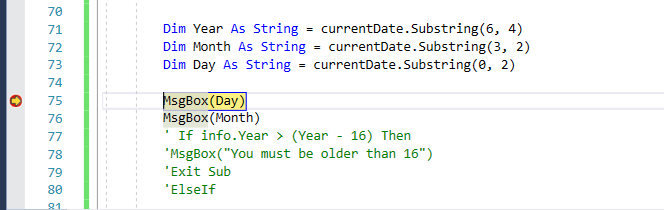 70
71 Dim Year As String = currentDate.Substring(6, 4)
72 Dim Month As String = currentDate.Substring(3, 2)
73 Dim Day As String = currentDate.Substring(0, 2)
74
75 MsgBox(Day)
76 MsgBox(Month)
77 ' If info.Year > (Year - 16) Then
78 'MsgBox("You must be older than 16")
79 'Exit Sub
80 'ElseIf
81